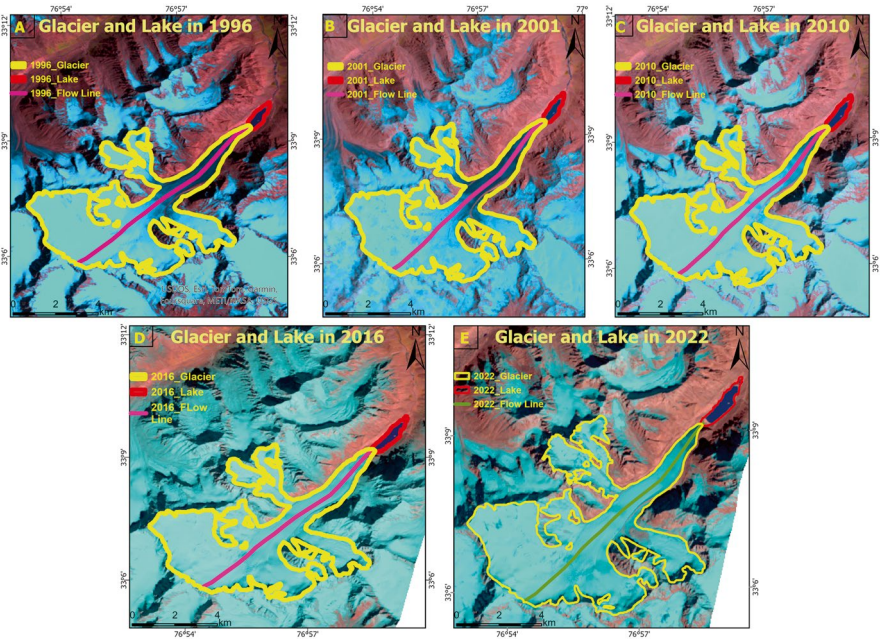 76°54' 76°57' 76°54' 76°57' 77° 76°54' 76°57'
A Glacier and Lake in 1996
1996_Glacier
1996_Lake
1996_Flow Line
0 2 4
km
B Glacier and Lake in 2001
2001_Glacier
2001_Lake
2001_Flow Line
0 2 4
km
C Glacier and Lake in 2010
N
2010_Glacier
2010_Lake
2010_Flow Line
0 2 4
km
33°12' 33°9' 33°6'
33°12' 33°9' 33°6'
D Glacier and Lake in 2016
2016_Glacier
2016_Lake
2016_FLow
Line
0 2 4
km
E Glacier and Lake in 2022
N
2022_Glacier
2022_Lake
2022_Flow Line
0 2 4
km
33°12' 33°9' 33°6'
33°9' 33°6'
76°54' 76°57' 76°54' 76°57'